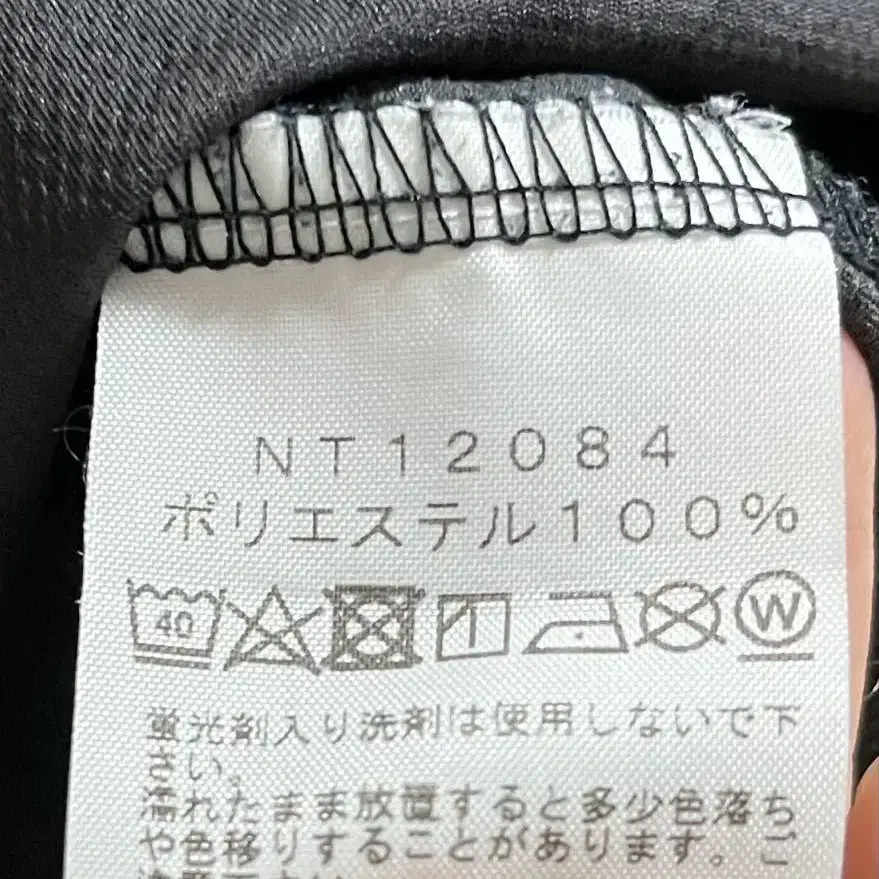 NT12084
ポリエステル100%
40 W
蛍光剤入り洗剤は使用しないで下
さい。
濡れたまま放置すると多少色落ち
や色移りすることがあります。ご